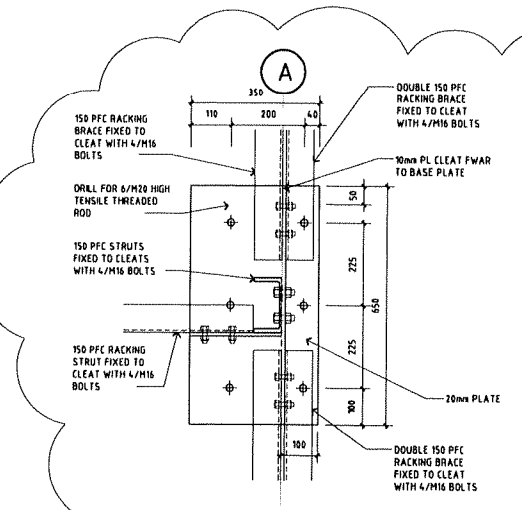 A
350
110
200
40
DOUBLE 150 PFC
RACKING BRACE
FIXED TO CLEAT
WITH 4/M16 BOLTS
150 PFC RACKING
BRACE FIXED TO
CLEAT WITH 4/M16
BOLTS
10mm PL CLEAT FWAR
TO BASE PLATE
DRILL FOR 6/M20 HIGH
TENSILE THREADED
ROD
50
150 PFC STRUTS
FIXED TO CLEATS
WITH 4/M16 BOLTS
225
650
225
150 PFC RACKING
STRUT FIXED TO
CLEAT WITH 4/M16
BOLTS
20mm PLATE
100
100
DOUBLE 150 PFC
RACKING BRACE
FIXED TO CLEAT
WITH 4/M16 BOLTS